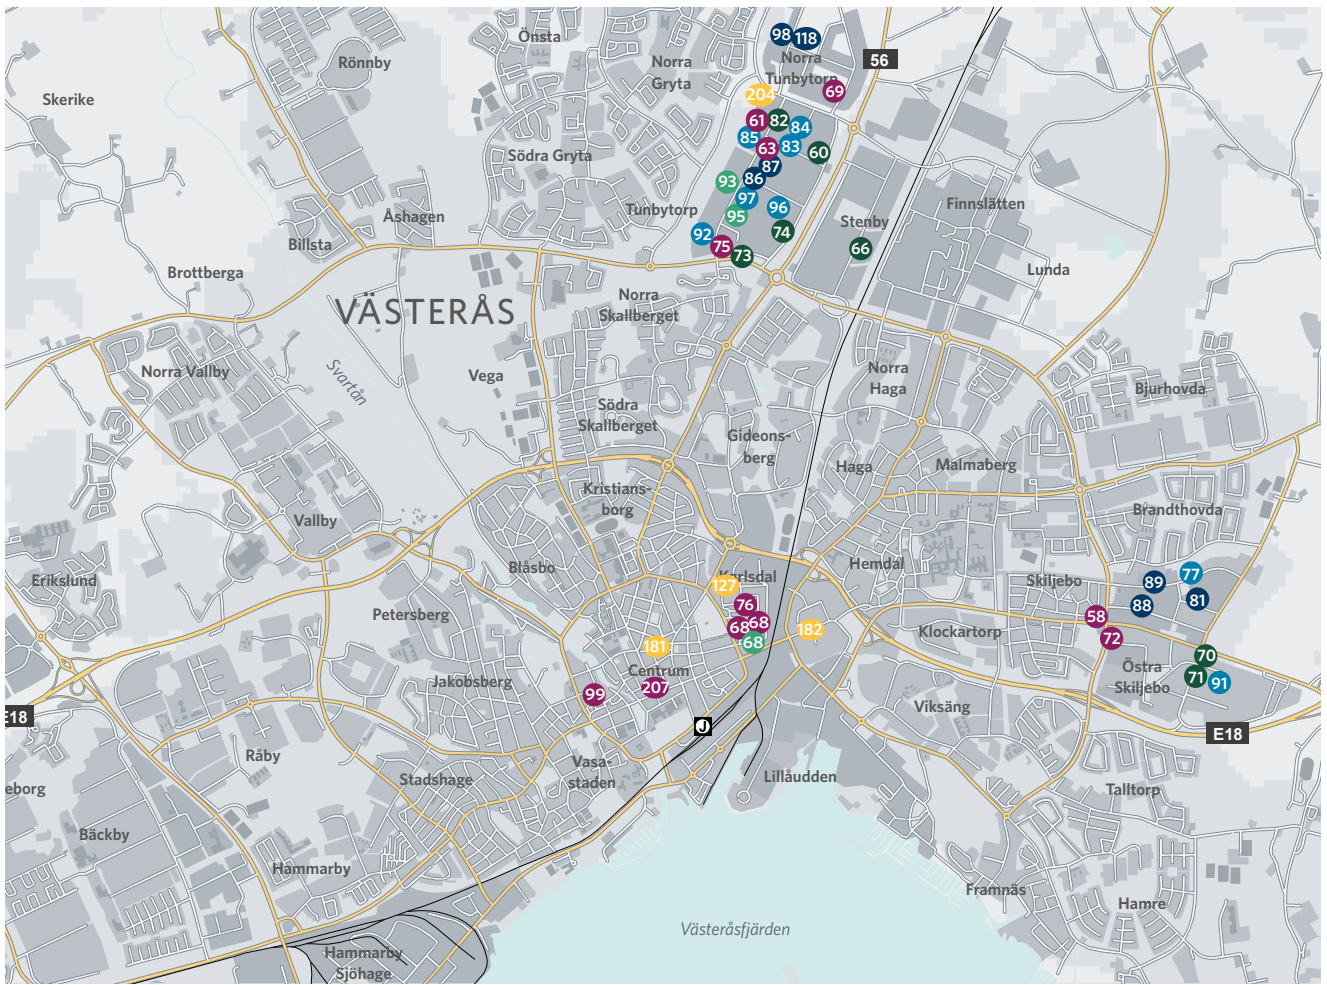 Önsta
98
118
Rönnby
Norra
Gryta
Norra
Tunbytorp
56
Skerike
204
69
61
82
84
85
63
83
60
Södra Gryta
87
86
93
97
96
95
Tunbytorp
Åshagen
Finnslätten
Stenby
74
92
75
73
66
Billsta
Brottberga
Lunda
VÄSTERÅS
Norra
Skallberget
Svartån
Norra Vallby
Vega
Norra
Haga
Bjurhovda
Södra
Skallberget
Gideons-
berg
Haga
Malmaberg
Kristians-
borg
Vallby
Brandthovda
Blåsbo
Hemdal
Karlsdal
Erikslund
127
Skiljebo
89
77
76
88
81
Petersberg
58
68
68
182
Klockartorp
72
68
181
70
Centrum
Östra
Skiljebo
71
91
Jakobsberg
207
99
Viksäng
E18
J
E18
Råby
Vasa-
staden
Stadshage
Lillåudden
Talltorp
eborg
Bäckby
Hammarby
Framnäs
Hamre
Västeråsfjärden
Hammarby
Sjöhage